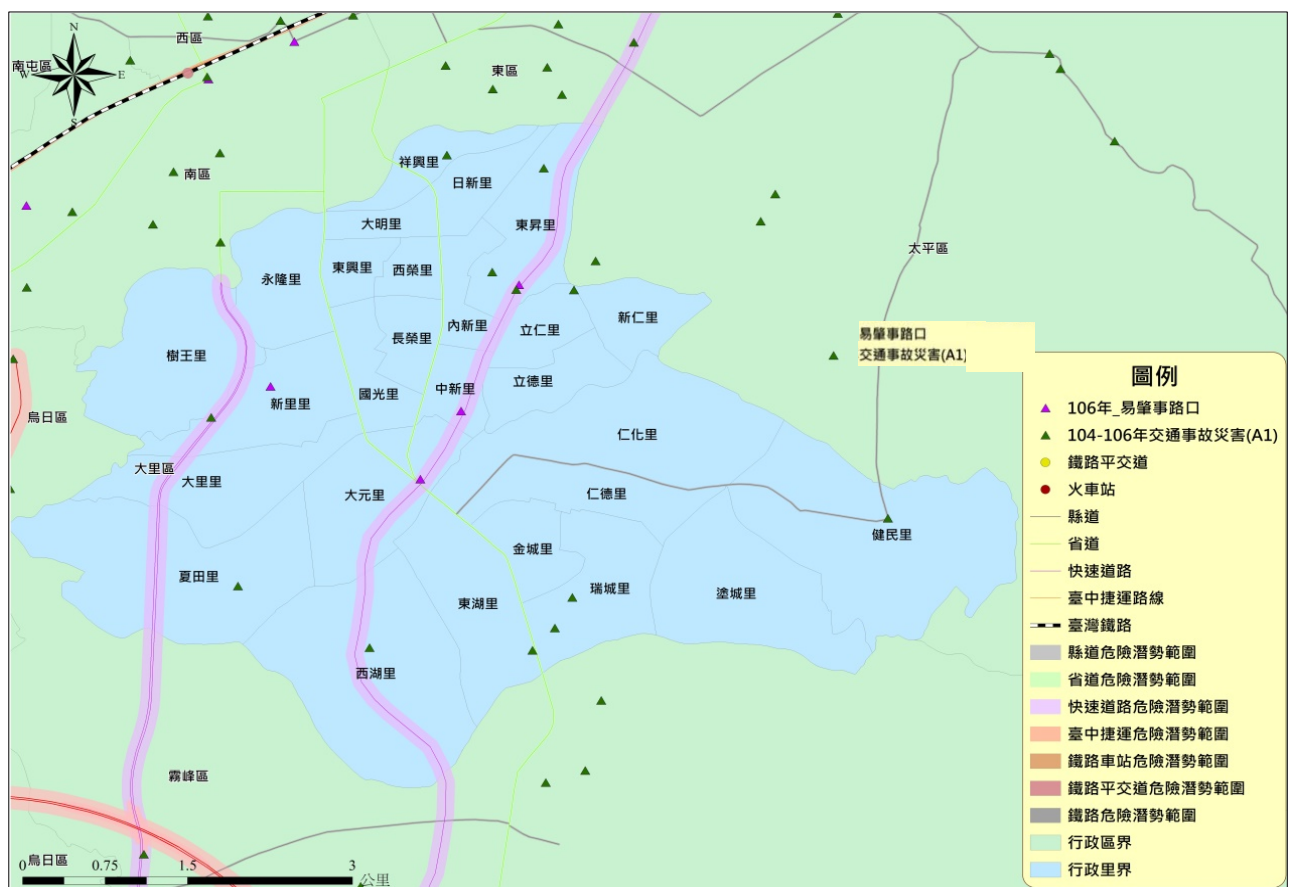 西區
N
南屯區
W
E
S
東區
祥興里
日新里
南區
大明里
東昇里
太平區
永隆里
東興里
西榮里
新仁里
內新里
立仁里
長榮里
樹王里
易肇事路口
交通事故災害(A1)
立德里
中新里
國光里
新里里
烏日區
仁化里
大里區
大里里
大元里
仁德里
健民里
金城里
夏田里
瑞城里
塗城里
東湖里
西湖里
霧峰區
烏日區
0
0.75
1.5
3
公里
圖例
106年_易肇事路口
104-106年交通事故災害(A1)
鐵路平交道
火車站
縣道
省道
快速道路
臺中捷運路線
臺灣鐵路
縣道危險潛勢範圍
省道危險潛勢範圍
快速道路危險潛勢範圍
臺中捷運危險潛勢範圍
鐵路車站危險潛勢範圍
鐵路平交道危險潛勢範圍
鐵路危險潛勢範圍
行政區界
行政里界